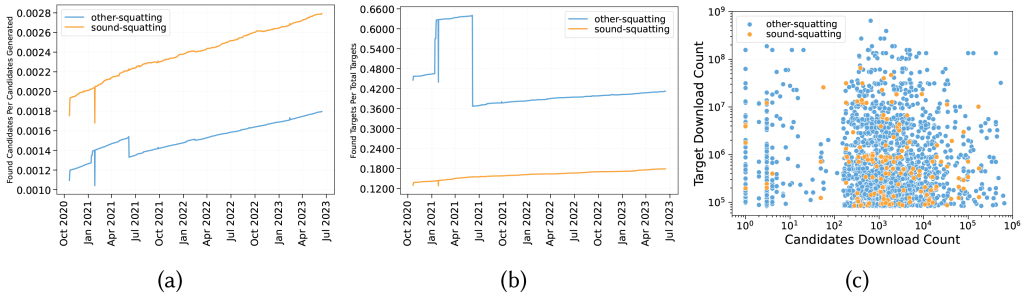 0.0028
0.0026
0.0024
0.0022
0.0020
0.0018
0.0016
0.0014
0.0012
0.0010
Found Candidates Per Candidates Generated
other-squatting
sound-squatting
Oct 2020
Jan 2021
Apr 2021
Jul 2021
Oct 2021
Jan 2022
Apr 2022
Jul 2022
Oct 2022
Jan 2023
Apr 2023
Jul 2023
(a)
0.6600
0.6000
0.5400
0.4800
0.4200
0.3600
0.3000
0.2400
0.1800
0.1200
Found Targets Per Total Targets
other-squatting
sound-squatting
Oct 2020
Jan 2021
Apr 2021
Jul 2021
Oct 2021
Jan 2022
Apr 2022
Jul 2022
Oct 2022
Jan 2023
Apr 2023
Jul 2023
(b)
10⁹
10⁸
10⁷
10⁶
10⁵
Target Download Count
other-squatting
sound-squatting
10⁰
10¹
10²
10³
10⁴
10⁵
10⁶
Candidates Download Count
(c)